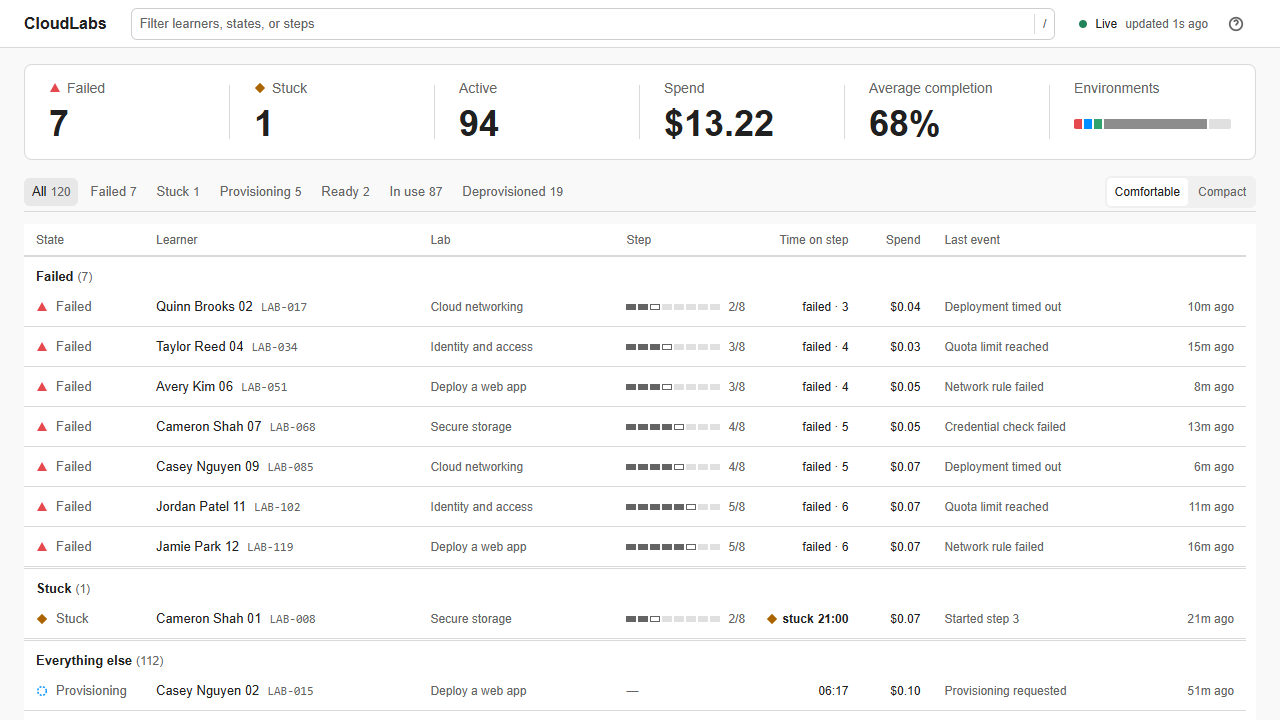 CloudLabs Filter learners, states, or steps / Live updated 1s ago ?
Failed Stuck Active Spend Average completion Environments
7 1 94 $13.22 68%
All 120 Failed 7 Stuck 1 Provisioning 5 Ready 2 In use 87 Deprovisioned 19 Comfortable Compact
State Learner Lab Step Time on step Spend Last event
Failed (7)
Failed Quinn Brooks 02 LAB-017 Cloud networking 2/8 failed · 3 $0.04 Deployment timed out 10m ago
Failed Taylor Reed 04 LAB-034 Identity and access 3/8 failed · 4 $0.03 Quota limit reached 15m ago
Failed Avery Kim 06 LAB-051 Deploy a web app 3/8 failed · 4 $0.05 Network rule failed 8m ago
Failed Cameron Shah 07 LAB-068 Secure storage 4/8 failed · 5 $0.05 Credential check failed 13m ago
Failed Casey Nguyen 09 LAB-085 Cloud networking 4/8 failed · 5 $0.07 Deployment timed out 6m ago
Failed Jordan Patel 11 LAB-102 Identity and access 5/8 failed · 6 $0.07 Quota limit reached 11m ago
Failed Jamie Park 12 LAB-119 Deploy a web app 5/8 failed · 6 $0.07 Network rule failed 16m ago
Stuck (1)
Stuck Cameron Shah 01 LAB-008 Secure storage 2/8 stuck 21:00 $0.07 Started step 3 21m ago
Everything else (112)
Provisioning Casey Nguyen 02 LAB-015 Deploy a web app — 06:17 $0.10 Provisioning requested 51m ago